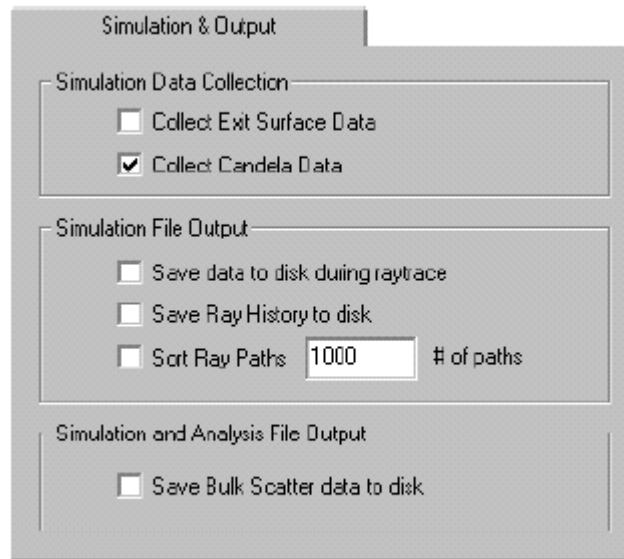 Simulation & Output
Simulation Data Collection
Collect Exit Surface Data
Collect Candela Data
Simulation File Output
Save data to disk during raytrace
Save Ray History to disk
Sort Ray Paths 1000 # of paths
Simulation and Analysis File Output
Save Bulk Scatter data to disk